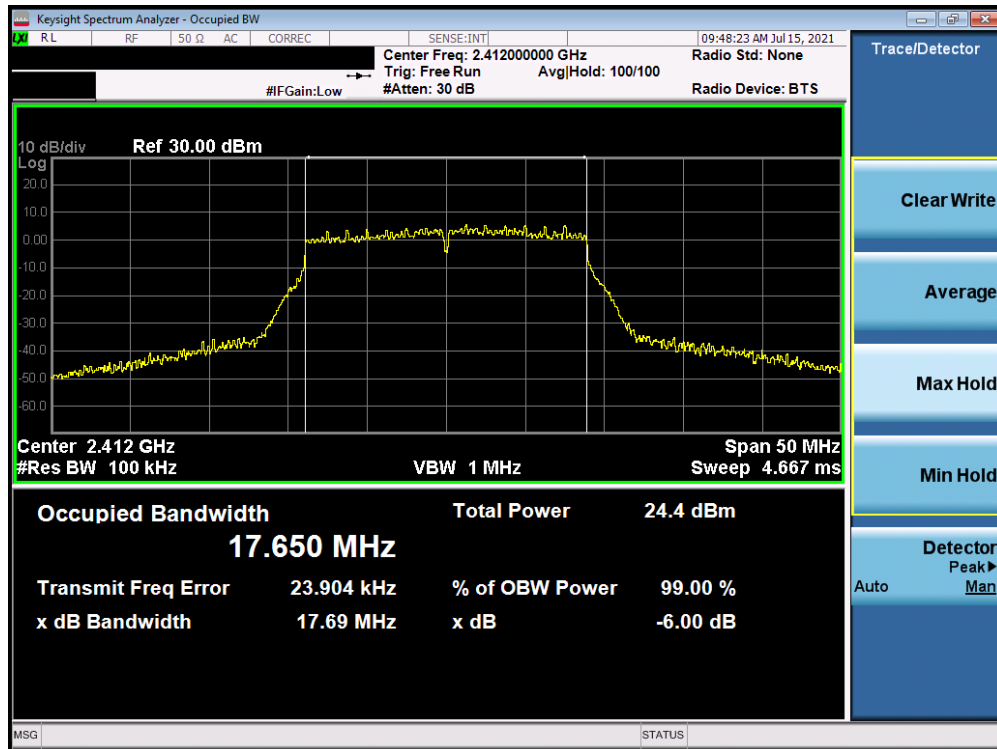 Keysight Spectrum Analyzer - Occupied BW
LXI RL RF 50 Ω AC CORREC SENSE:INT 09:48:23 AM Jul 15, 2021
Center Freq: 2.412000000 GHz Radio Std: None
Trig: Free Run Avg|Hold: 100/100
#IFGain:Low #Atten: 30 dB Radio Device: BTS
10 dB/div Ref 30.00 dBm
Log
20.0
10.0
0.00
-10.0
-20.0
-30.0
-40.0
-50.0
-60.0
Center 2.412 GHz Span 50 MHz
#Res BW 100 kHz VBW 1 MHz Sweep 4.667 ms
Occupied Bandwidth Total Power 24.4 dBm
17.650 MHz
Transmit Freq Error 23.904 kHz % of OBW Power 99.00 %
x dB Bandwidth 17.69 MHz x dB -6.00 dB
Trace/Detector
Clear Write
Average
Max Hold
Min Hold
Detector
Peak▶
Auto Man
MSG STATUS